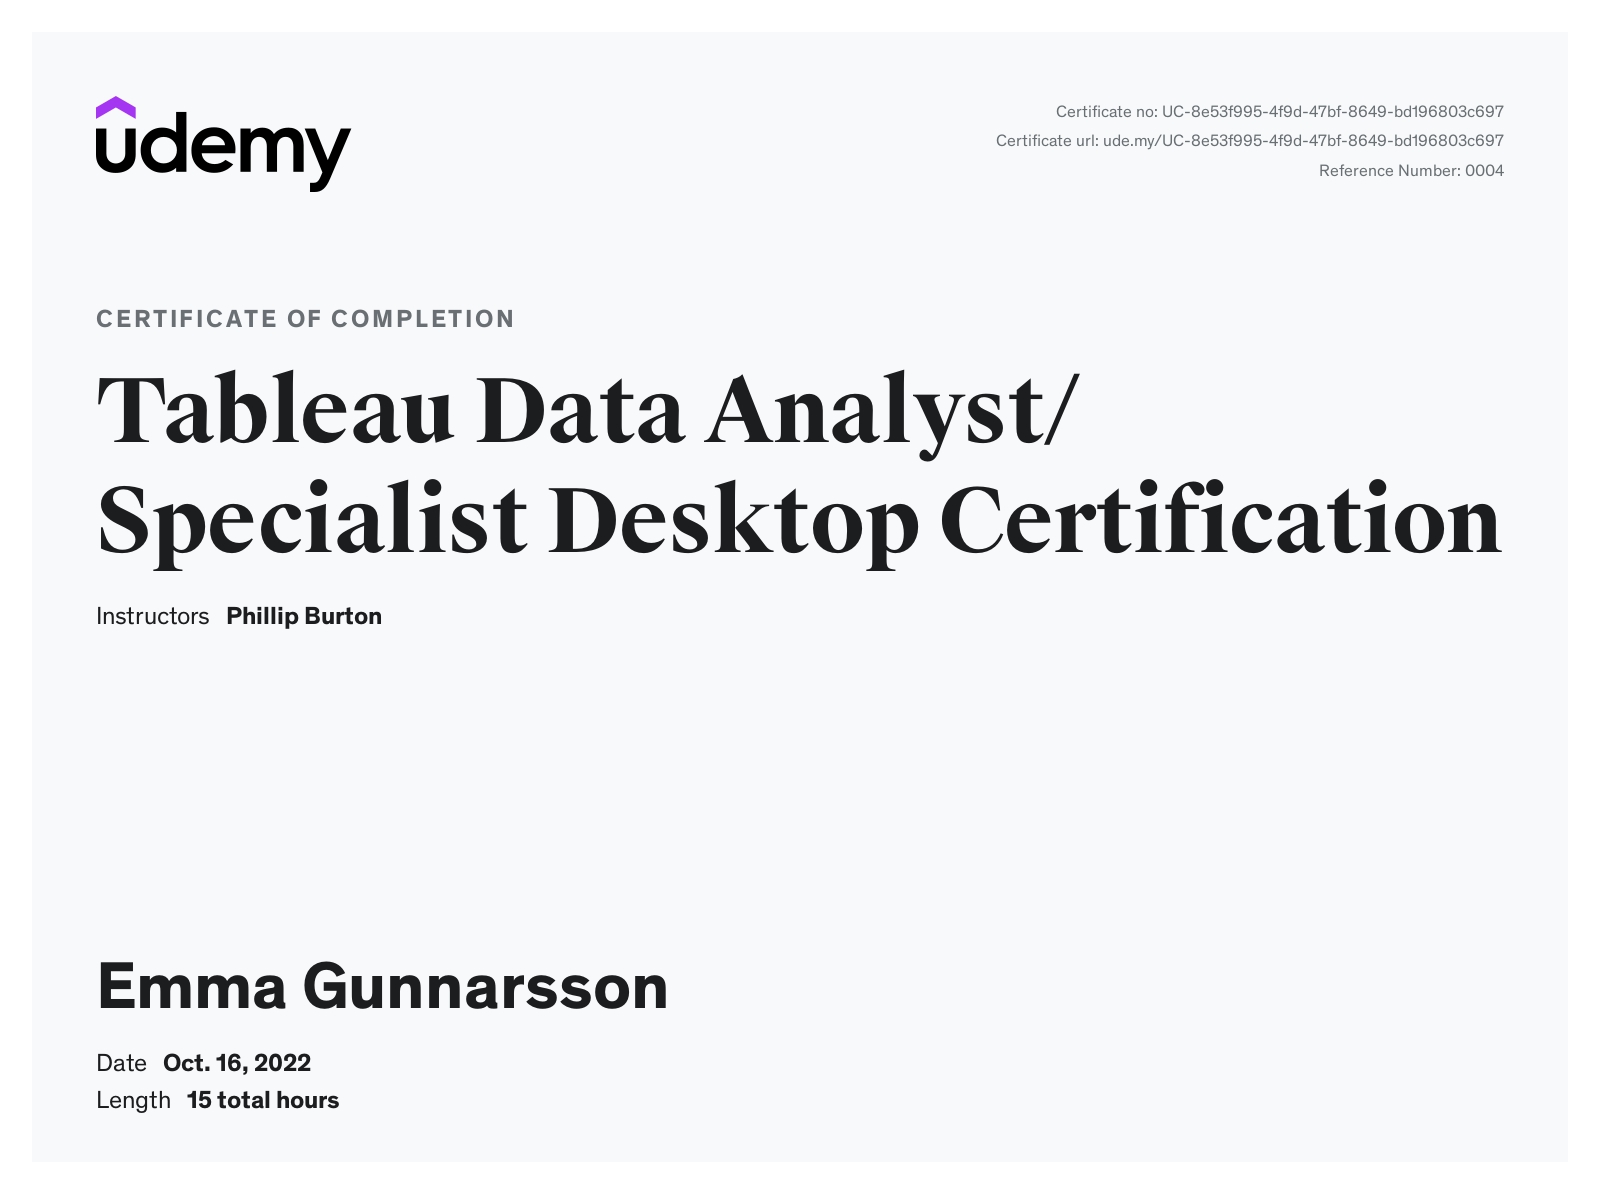 udemy
Certificate no: UC-8e53f995-4f9d-47bf-8649-bd196803c697
Certificate url: ude.my/UC-8e53f995-4f9d-47bf-8649-bd196803c697
Reference Number: 0004
CERTIFICATE OF COMPLETION
Tableau Data Analyst/
Specialist Desktop Certification
Instructors Phillip Burton
Emma Gunnarsson
Date Oct. 16, 2022
Length 15 total hours